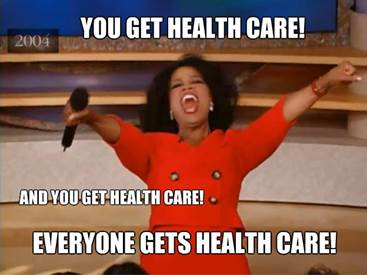 YOU GET HEALTH CARE!
2004
AND YOU GET HEALTH CARE!
EVERYONE GETS HEALTH CARE!